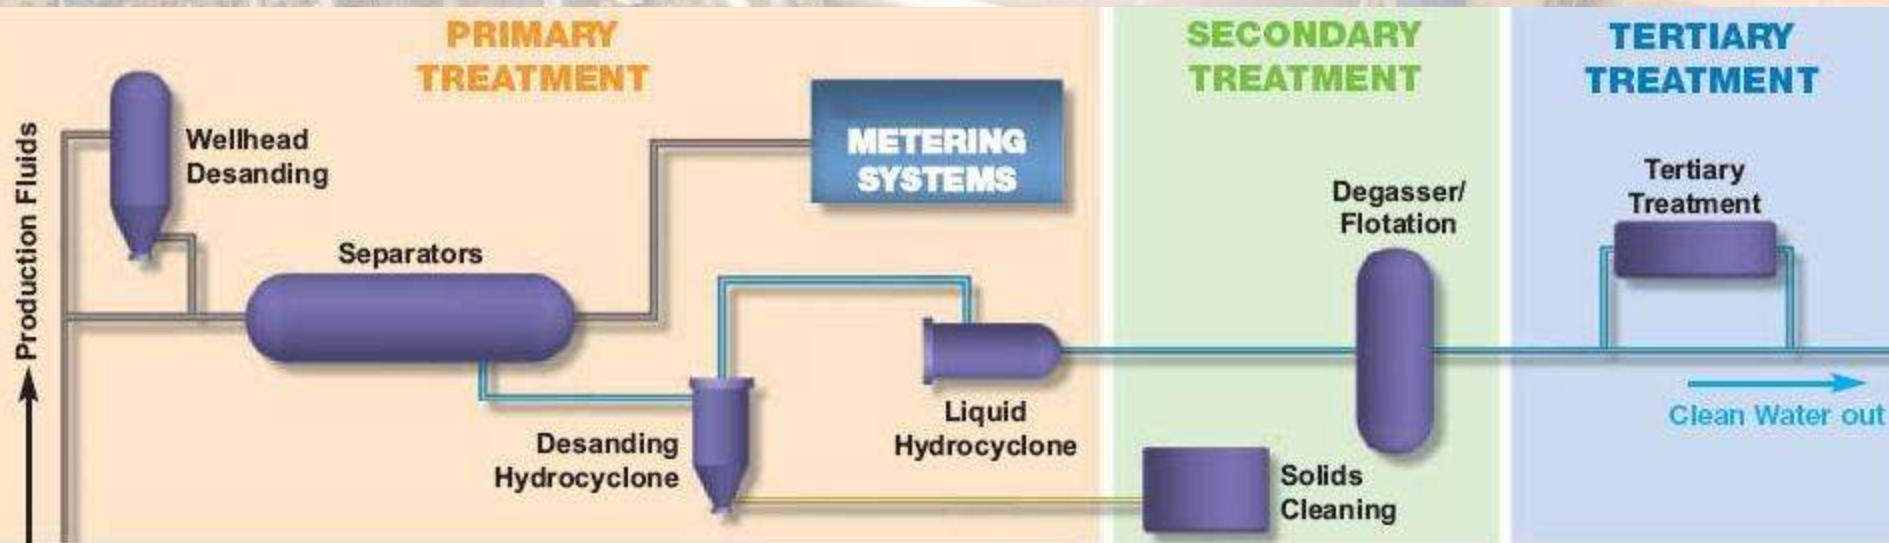 PRIMARY
TREATMENT
SECONDARY
TREATMENT
TERTIARY
TREATMENT
Production Fluids
Wellhead
Desanding
METERING
SYSTEMS
Separators
Desanding
Hydrocyclone
Liquid
Hydrocyclone
Degasser/
Flotation
Solids
Cleaning
Tertiary
Treatment
Clean Water out